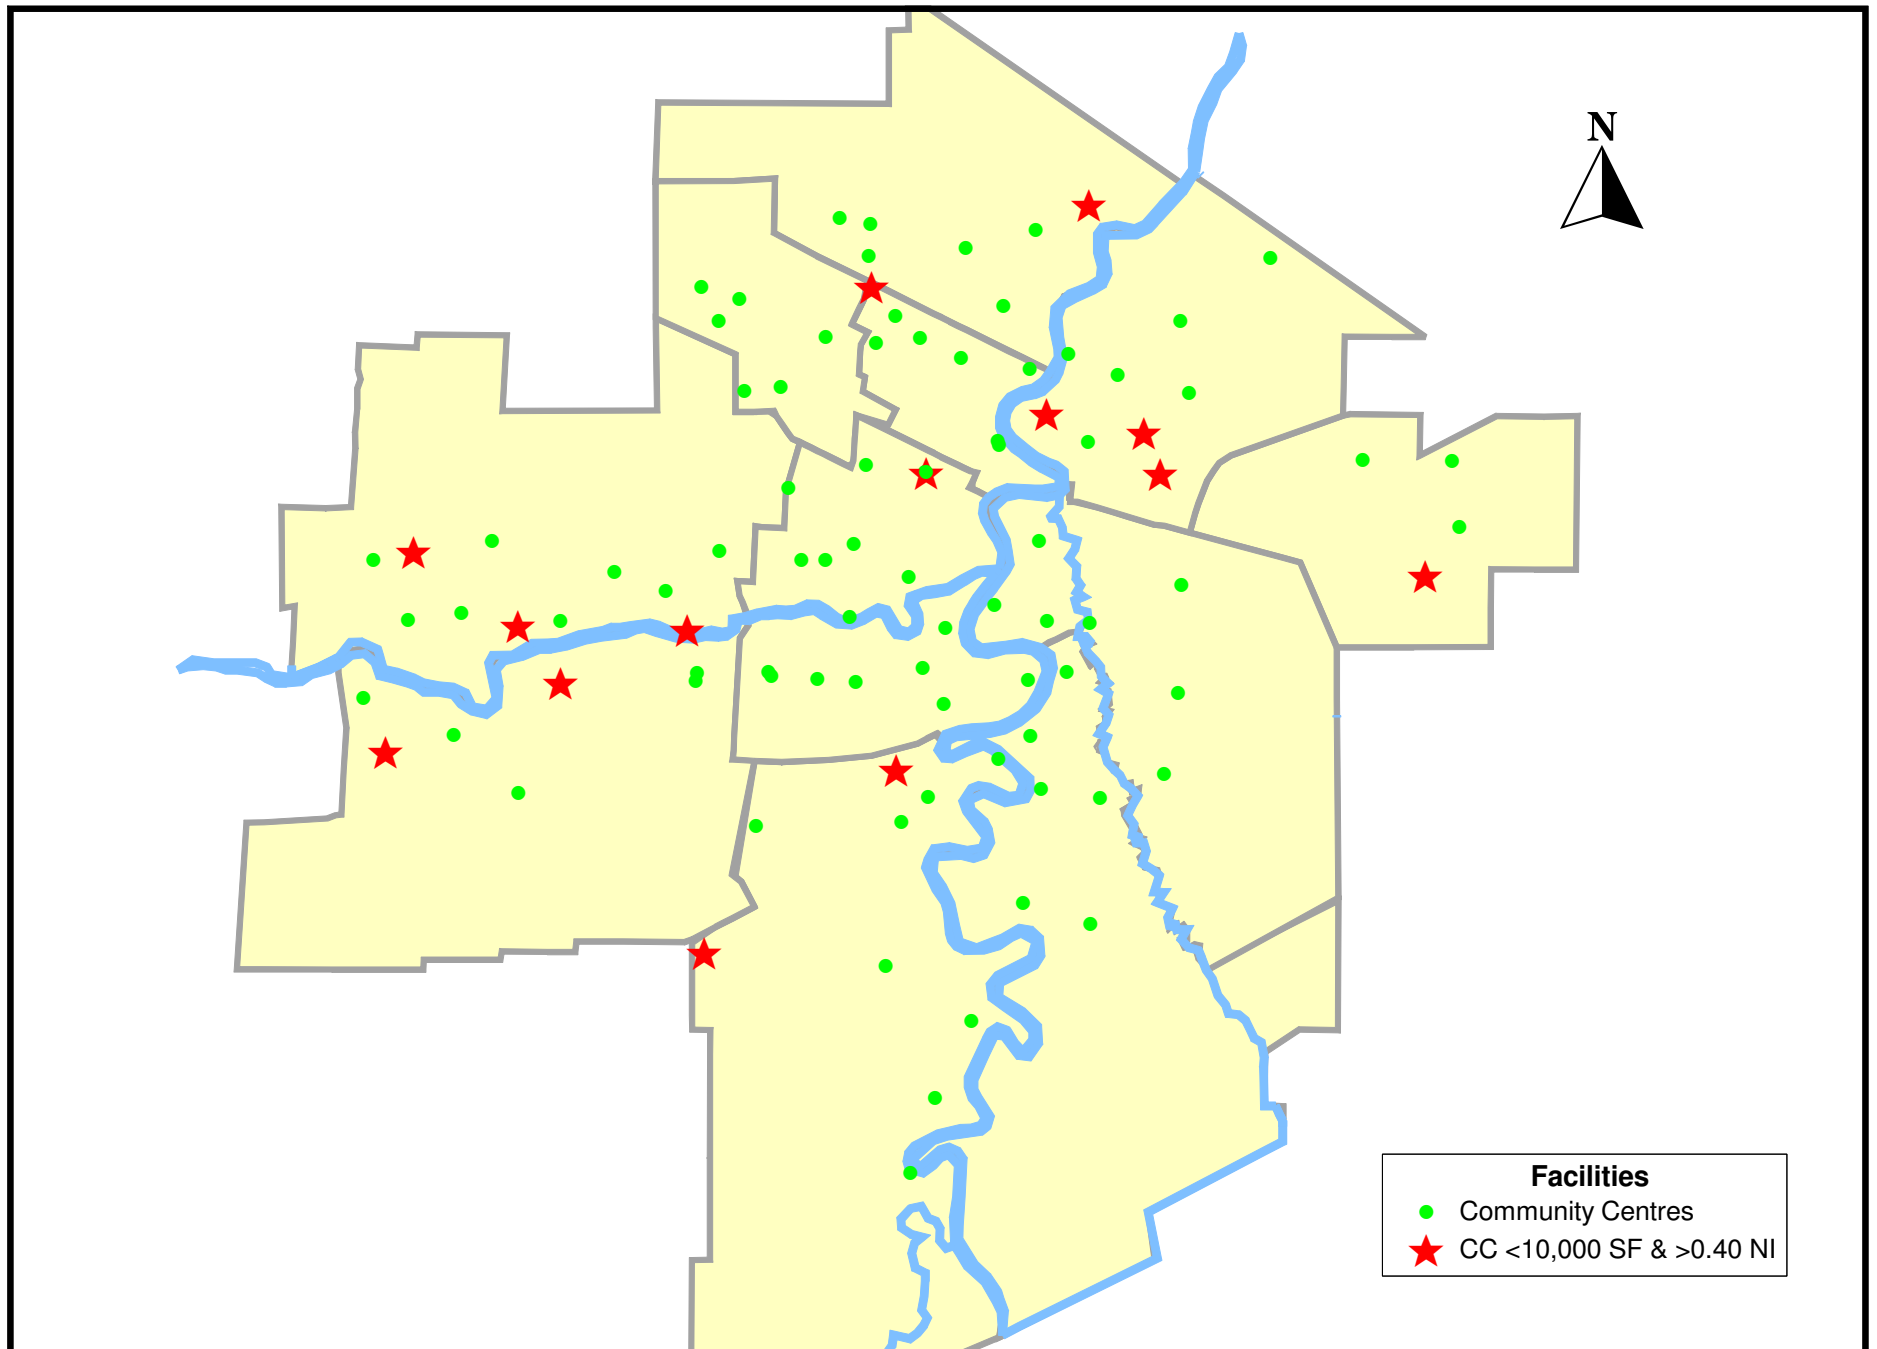 N
Facilities
Community Centres
CC <10,000 SF & >0.40 NI